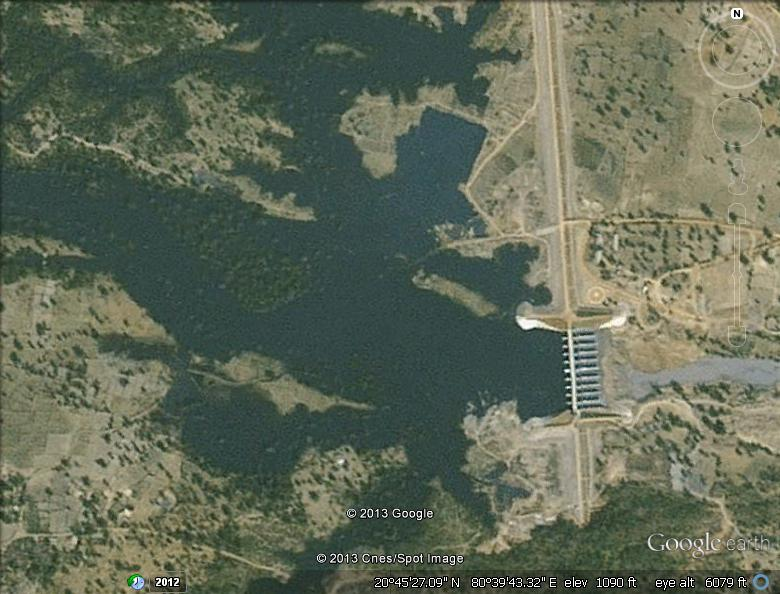 N
© 2013 Google
© 2013 Cnes/Spot Image
Google earth
2012
20°45'27.09" N 80°39'43.32" E elev 1090 ft eye alt 6079 ft